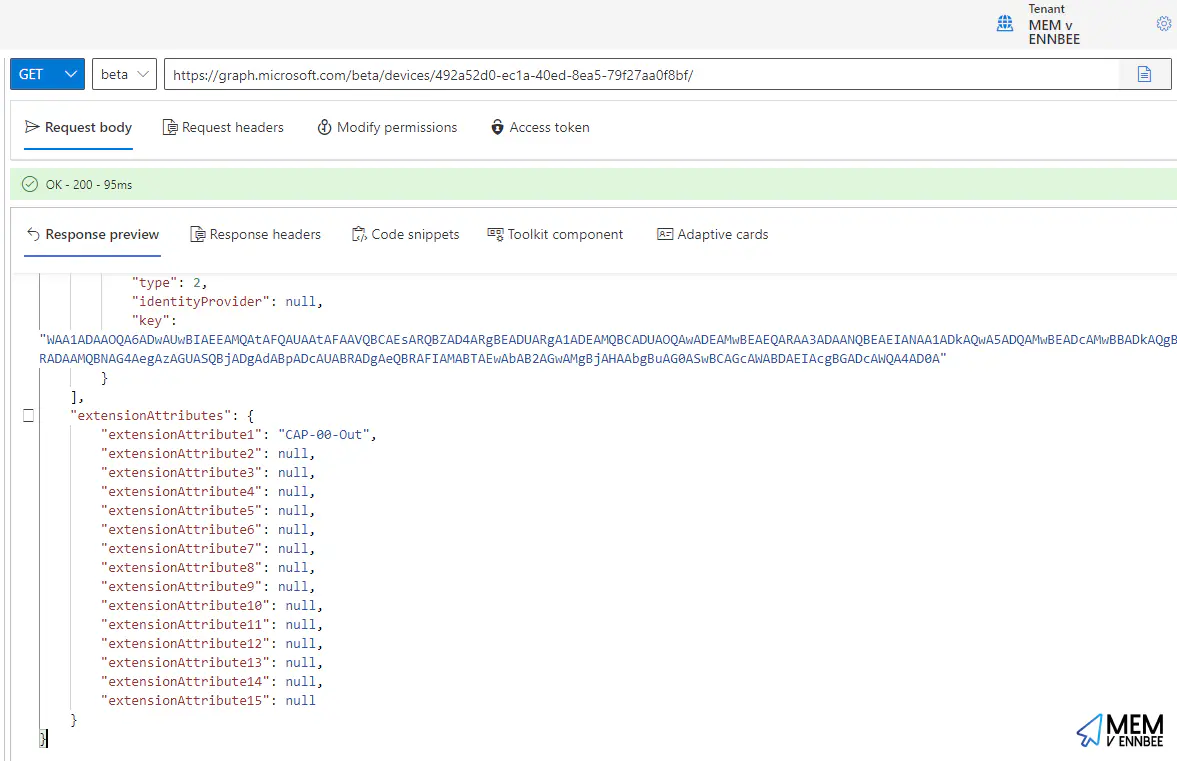 Tenant
MEM v
ENNBEE
GET beta https://graph.microsoft.com/beta/devices/492a52d0-ec1a-40ed-8ea5-79f27aa0f8bf/
Request body Request headers Modify permissions Access token
OK - 200 - 95ms
Response preview Response headers Code snippets Toolkit component Adaptive cards
"type": 2,
"identityProvider": null,
"key":
"WAA1ADAAOQA6ADwAUwBIAEEAMQAtAFQAUAAtAFAAVQBCAEsARQBZAD4ARgBEADUARgA1ADEAMQBCADUAOQAwADEAMwBEAEQARAA3ADAANQBEAEIANAA1ADkAQwA5ADQAMwBEADcAMwBBADkAQgB
RADAAMQBNAG4AegAzAGUASQBjADgAdABpADcAUABRADgAeQBRAFIAMABTAEwAbAB2AGwAMgBjAHAAbgBuAG0ASwBCAGcAWABDAEIAcgBGADcAWQA4AD0A"
}
],
"extensionAttributes": {
"extensionAttribute1": "CAP-00-Out",
"extensionAttribute2": null,
"extensionAttribute3": null,
"extensionAttribute4": null,
"extensionAttribute5": null,
"extensionAttribute6": null,
"extensionAttribute7": null,
"extensionAttribute8": null,
"extensionAttribute9": null,
"extensionAttribute10": null,
"extensionAttribute11": null,
"extensionAttribute12": null,
"extensionAttribute13": null,
"extensionAttribute14": null,
"extensionAttribute15": null
}
}
MEM
V ENNBEE